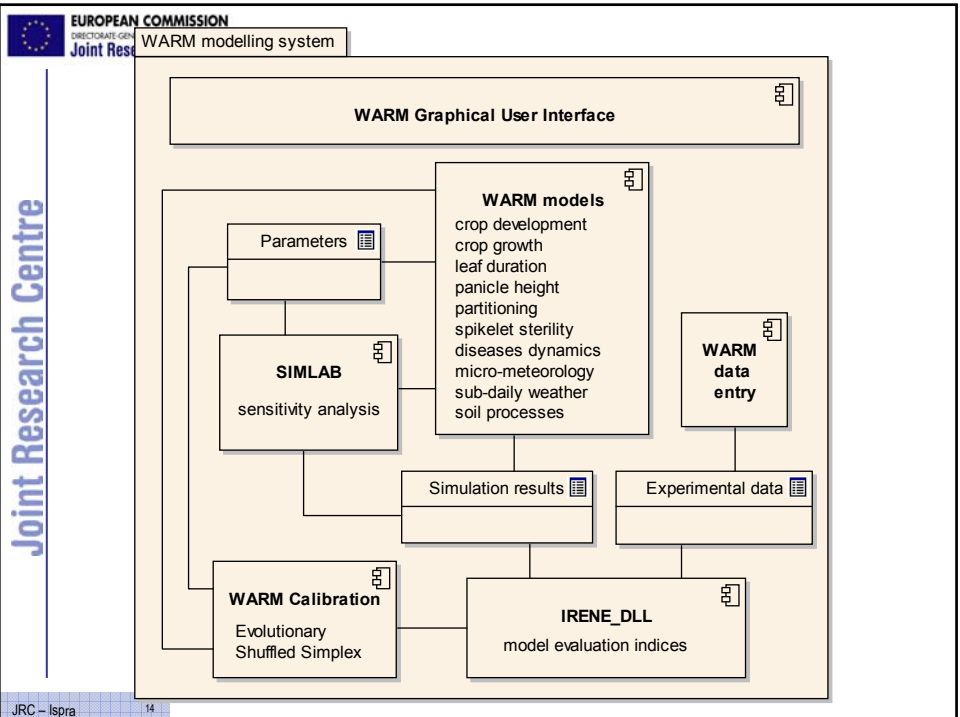 EUROPEAN COMMISSION
Joint Rese
WARM modelling system
WARM Graphical User Interface
WARM models
crop development
crop growth
leaf duration
panicle height
partitioning
spikelet sterility
diseases dynamics
micro-meteorology
sub-daily weather
soil processes
Parameters
SIMLAB
sensitivity analysis
WARM
data
entry
Simulation results
Experimental data
WARM Calibration
Evolutionary
Shuffled Simplex
IRENE_DLL
model evaluation indices
Joint Research Centre
JRC – Ispra
14